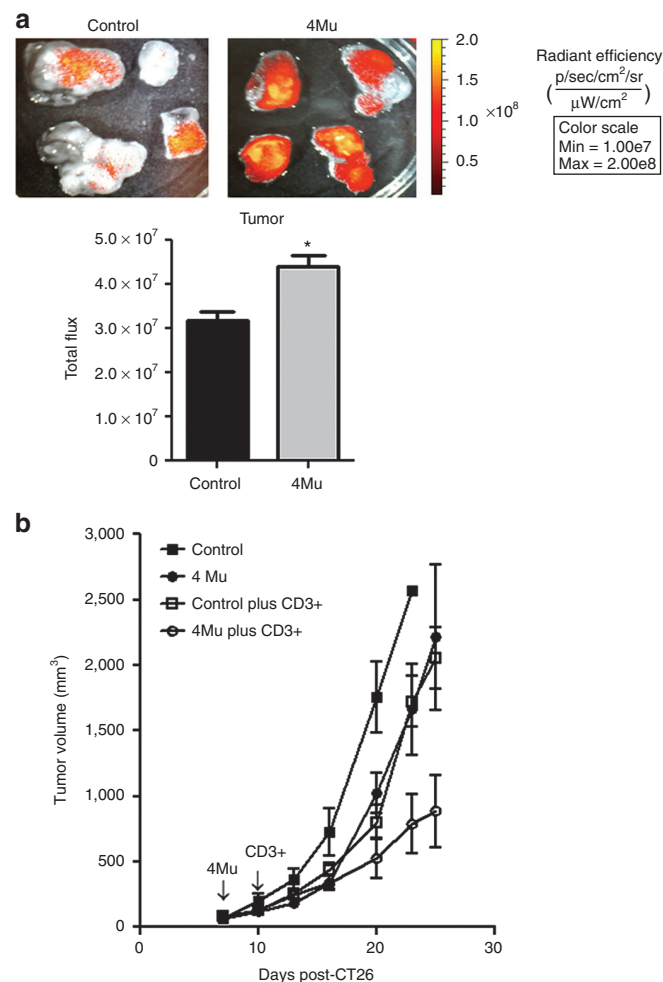 a
Control
4Mu
2.0
1.5
1.0
0.5
×10⁸
Radiant efficiency
(p/sec/cm²/sr
μW/cm²)
Color scale
Min = 1.00e7
Max = 2.00e8
Tumor
5.0 × 10⁷
4.0 × 10⁷
3.0 × 10⁷
2.0 × 10⁷
1.0 × 10⁷
0
Total flux
*
Control
4Mu
b
3,000
2,500
2,000
1,500
1,000
500
0
Tumor volume (mm³)
Control
4 Mu
Control plus CD3+
4Mu plus CD3+
4Mu
CD3+
0
10
20
30
Days post-CT26